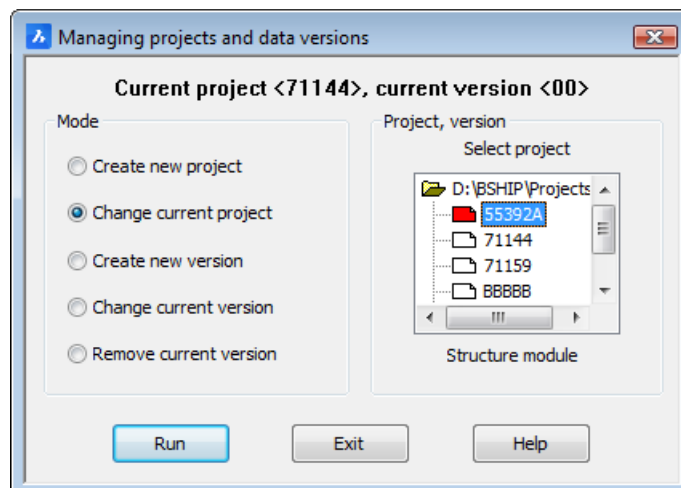 Managing projects and data versions
Current project <71144>, current version <00>
Mode
Create new project
Change current project
Create new version
Change current version
Remove current version
Project, version
Select project
D:\BSHIP\Projects
55392A
71144
71159
BBBBB
Structure module
Run
Exit
Help